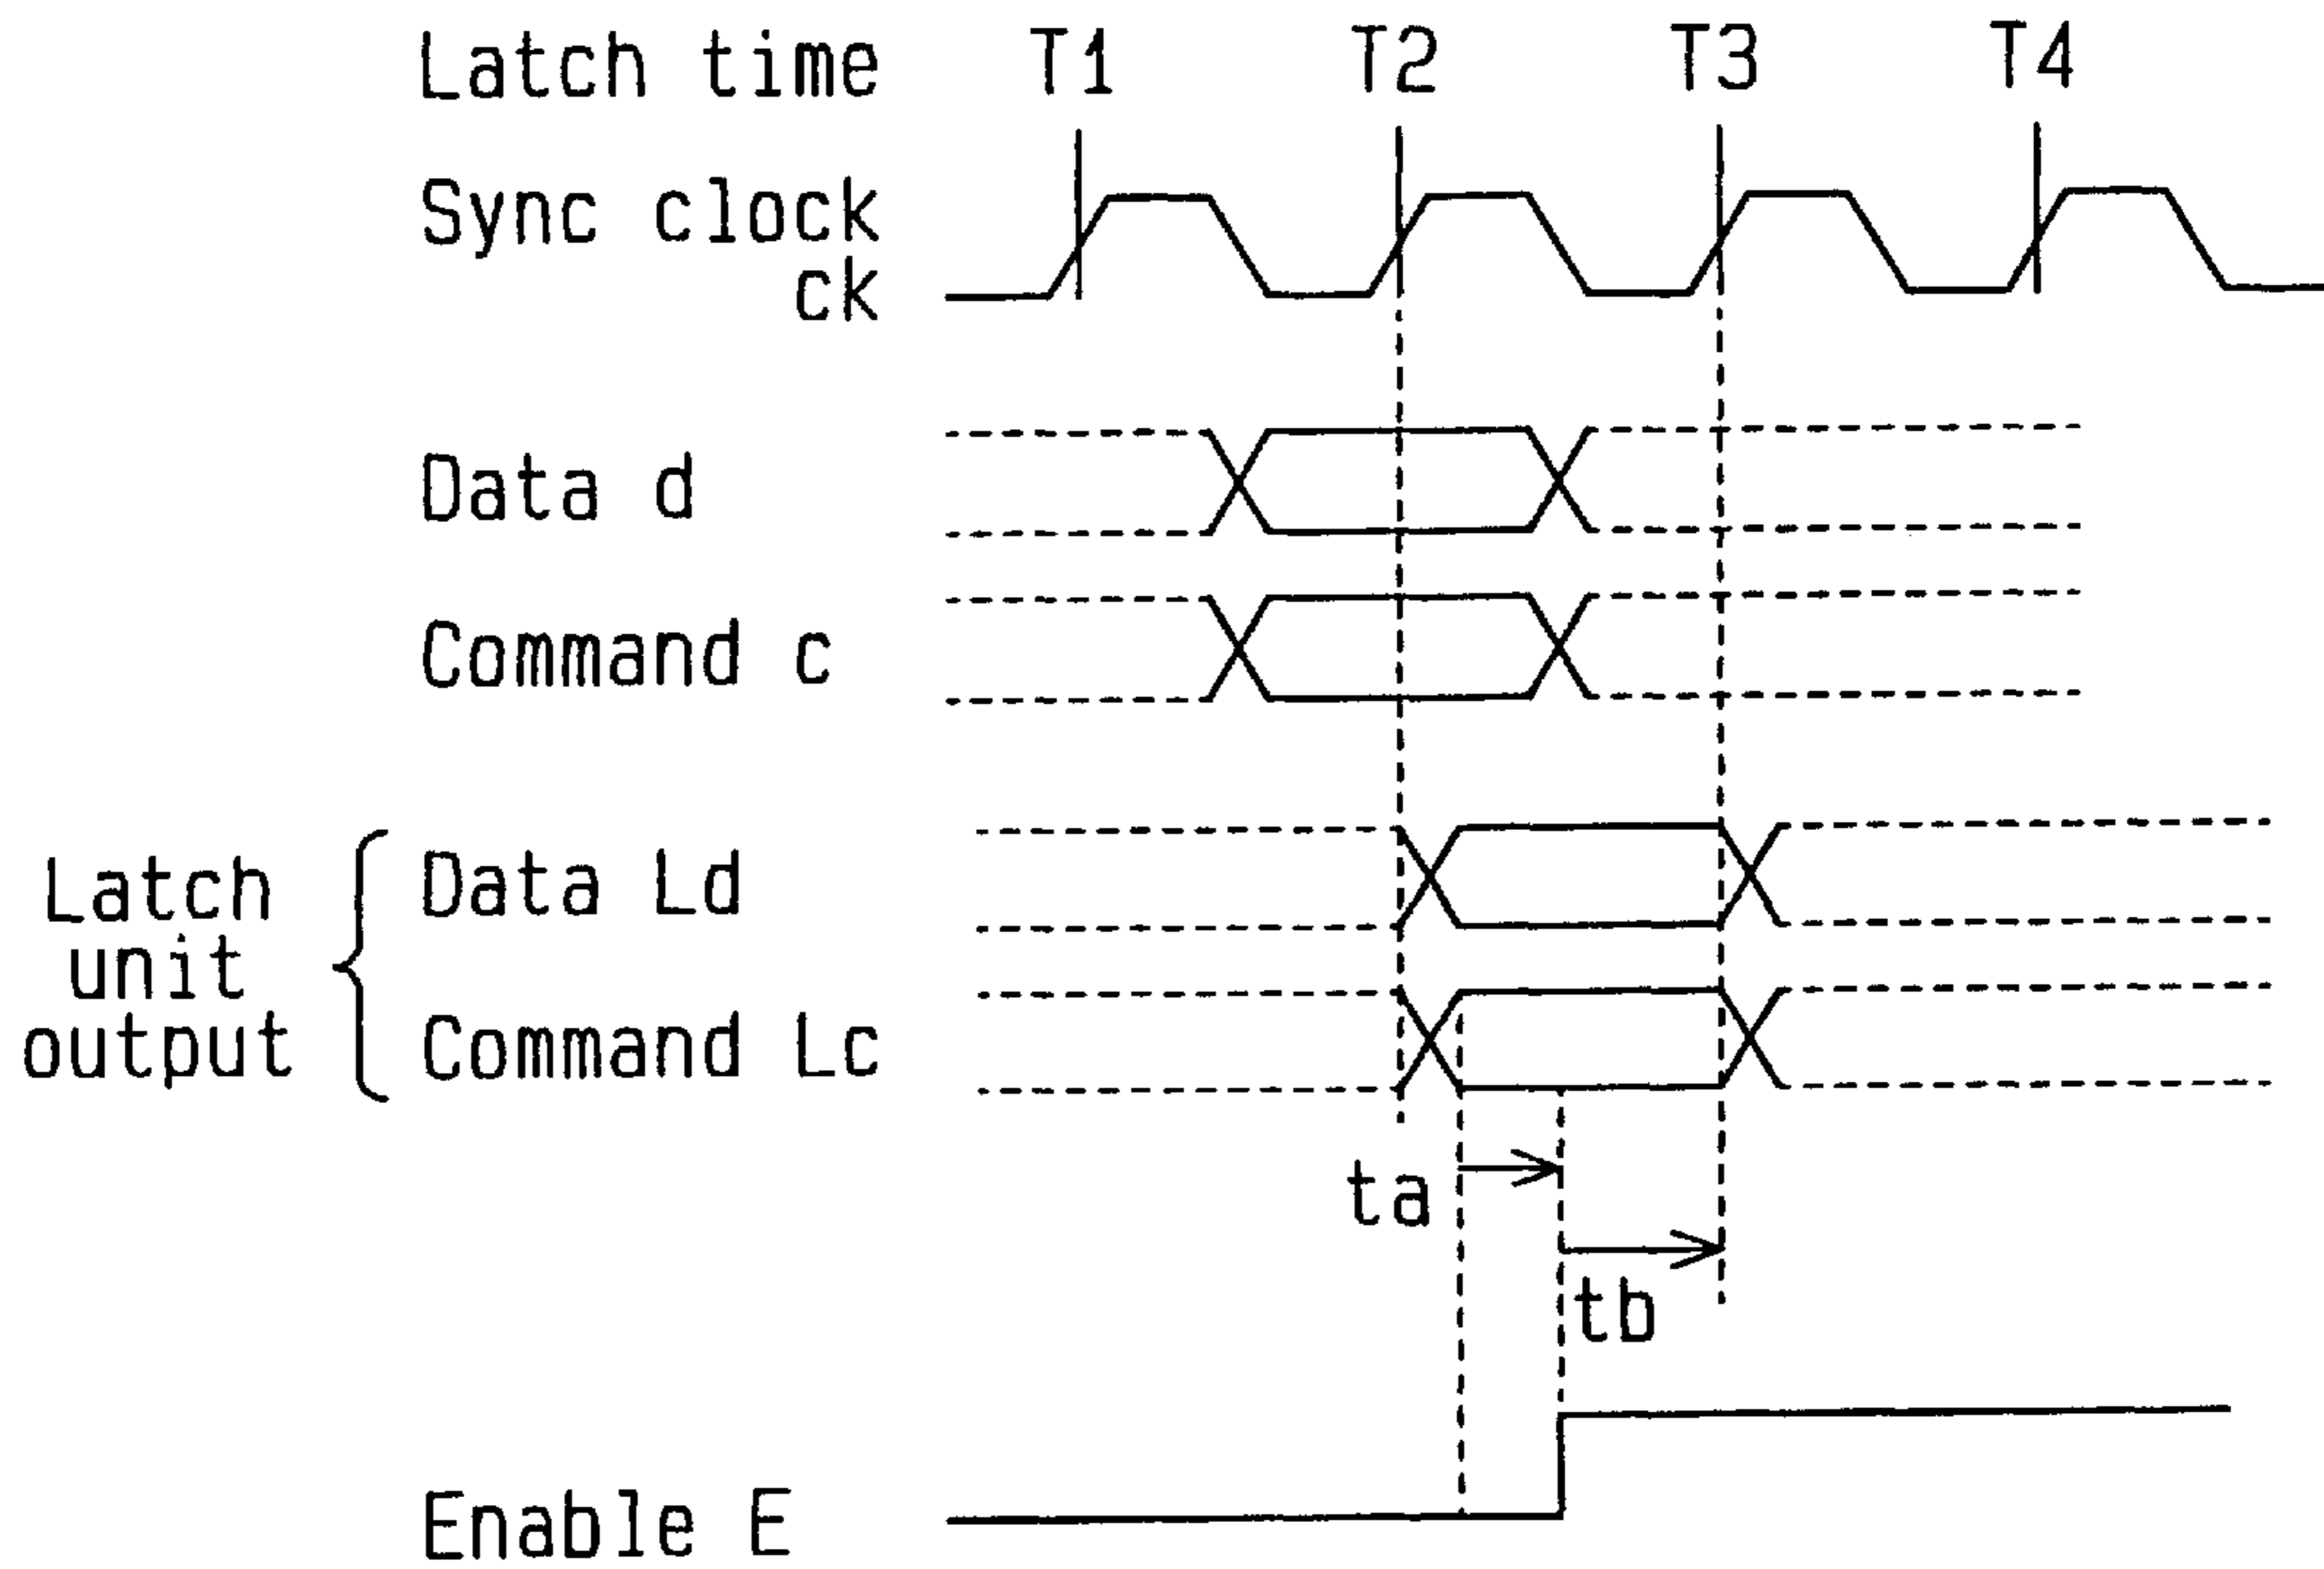 Latch time T1 T2 T3 T4
Sync clock
ck
Data d
Command c
Latch
unit
output
Data Ld
Command Lc
ta
tb
Enable E